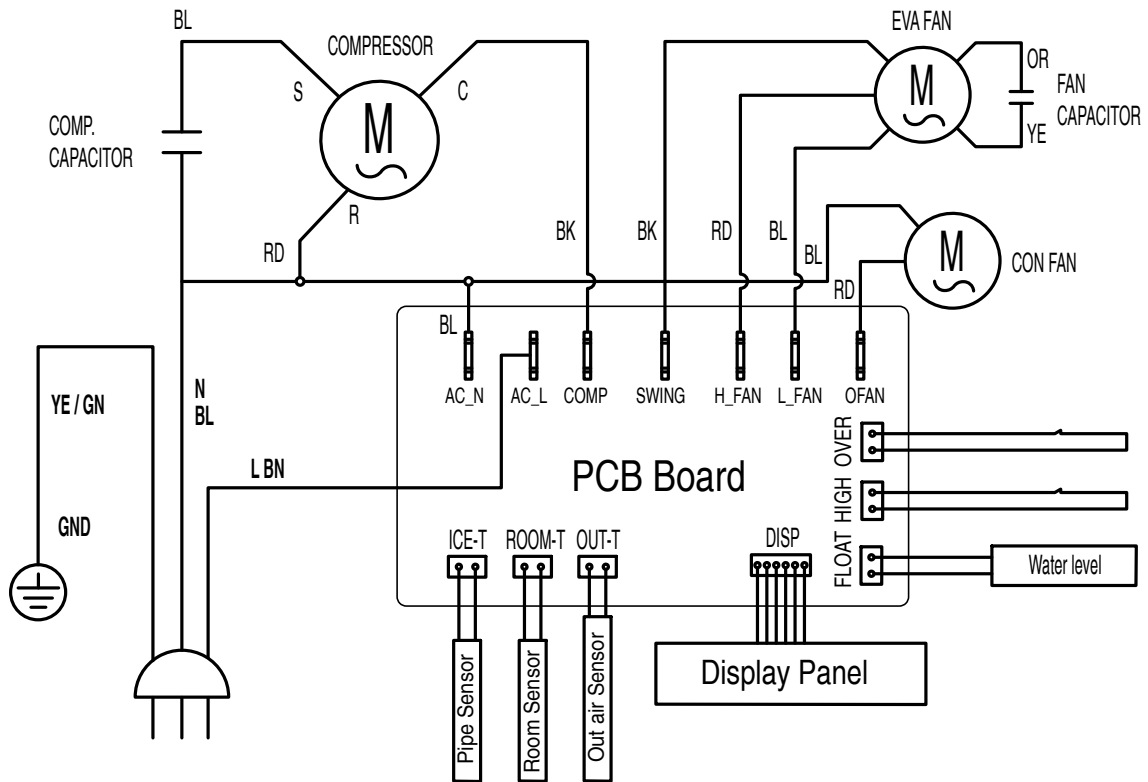 BL
COMPRESSOR
EVA FAN
S
C
M
M
OR
FAN
CAPACITOR
YE
COMP.
CAPACITOR
R
RD
BK
BK
RD
BL
BL
M
CON FAN
RD
BL
AC_N
AC_L
COMP
SWING
H_FAN
L_FAN
OFAN
YE / GN
N
BL
L BN
PCB Board
OVER
HIGH
FLOAT
Water level
GND
ICE-T
ROOM-T
OUT-T
DISP
Pipe Sensor
Room Sensor
Out air Sensor
Display Panel